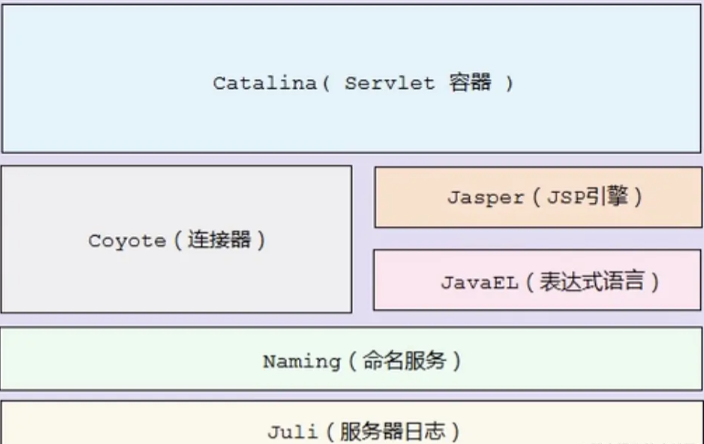 Catalina( Servlet 容器 )
Jasper（JSP引擎）
Coyote（连接器）
JavaEL（表达式语言）
Naming（命名服务）
Juli（服务器日志）